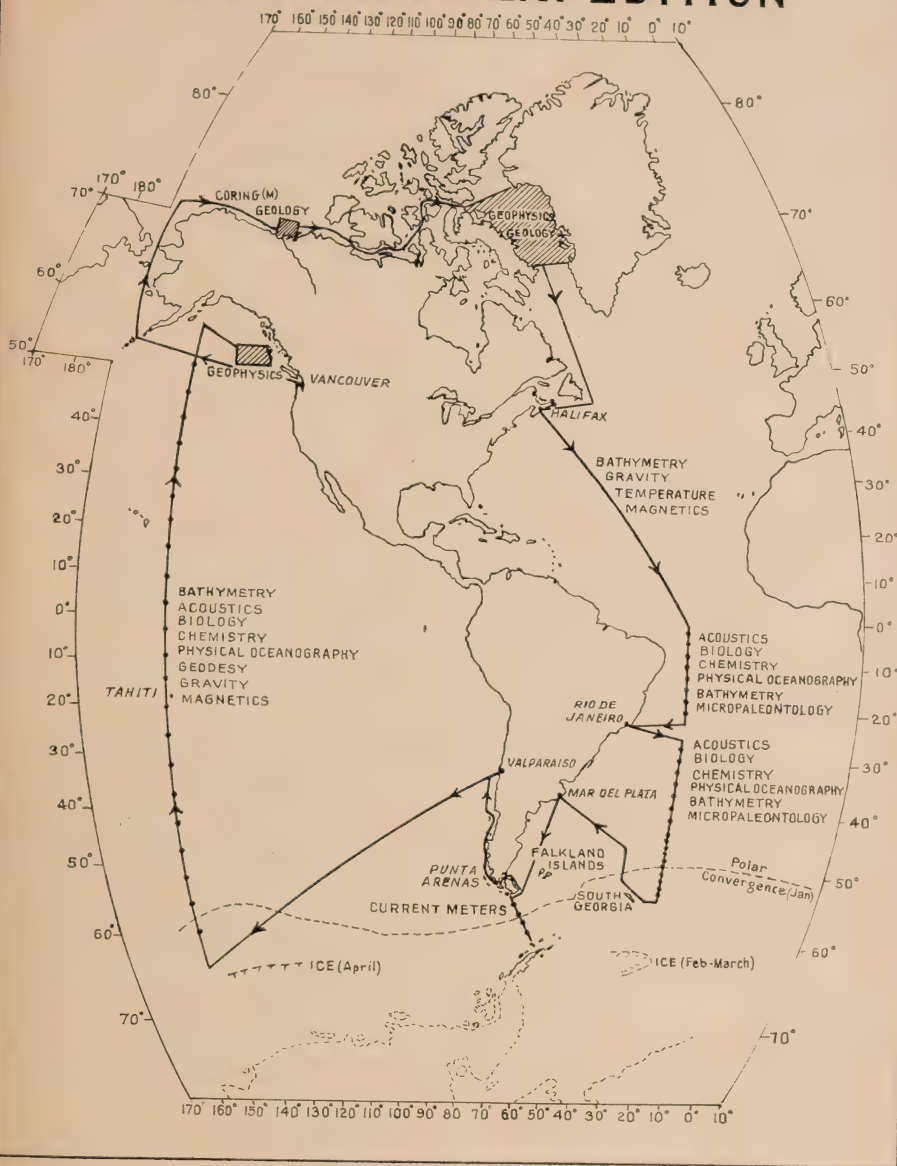 170° 160° 150° 140° 130° 120° 110° 100° 90° 80° 70° 60° 50° 40° 30° 20° 10° 0° 10°
80°
80°
170° 180°
70°
70°
CORING (M)
GEOLOGY
GEOPHYSICS
GEOLOGY
60°
60°
50°
170° 180°
50°
GEOPHYSICS
VANCOUVER
HALIFAX
40°
40°
BATHYMETRY
GRAVITY
TEMPERATURE
MAGNETICS
30°
30°
20°
20°
10°
10°
0°
0°
BATHYMETRY
ACOUSTICS
BIOLOGY
CHEMISTRY
PHYSICAL OCEANOGRAPHY
GEODESY
GRAVITY
MAGNETICS
ACOUSTICS
BIOLOGY
CHEMISTRY
PHYSICAL OCEANOGRAPHY
BATHYMETRY
MICROPALEONTOLOGY
10°
10°
TAHITI
20°
20°
RIO DE
JANEIRO
ACOUSTICS
BIOLOGY
CHEMISTRY
PHYSICAL OCEANOGRAPHY
BATHYMETRY
MICROPALEONTOLOGY
30°
30°
VALPARAISO
MAR DEL PLATA
40°
40°
FALKLAND
ISLANDS
PUNTA
ARENAS
50°
50°
Polar
Convergence (Jan)
SOUTH
GEORGIA
CURRENT METERS
60°
60°
ICE (April)
ICE (Feb-March)
70°
70°
170° 160° 150° 140° 130° 120° 110° 100° 90° 80° 70° 60° 50° 40° 30° 20° 10° 0° 10°